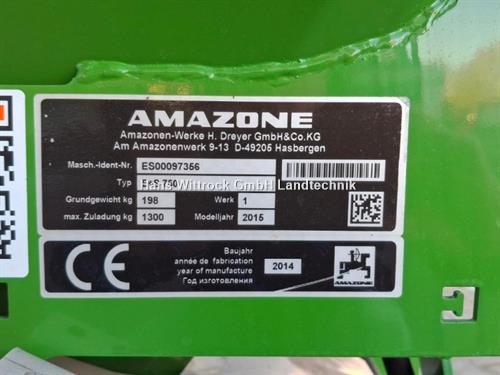 AMAZONE
Amazonen-Werke H. Dreyer GmbH&Co.KG
Am Amazonenwerk 9-13 D-49205 Hasbergen
Masch.-Ident-Nr. ES00097356
Typ
Hans Wittrock GmbH Landtechnik
Grundgewicht kg 198 Werk 1
max. Zuladung kg 1300 Modelljahr 2015
CE
Baujahr
année de fabrication
year of manufacture 2014
Год изготовления
AMAZONE